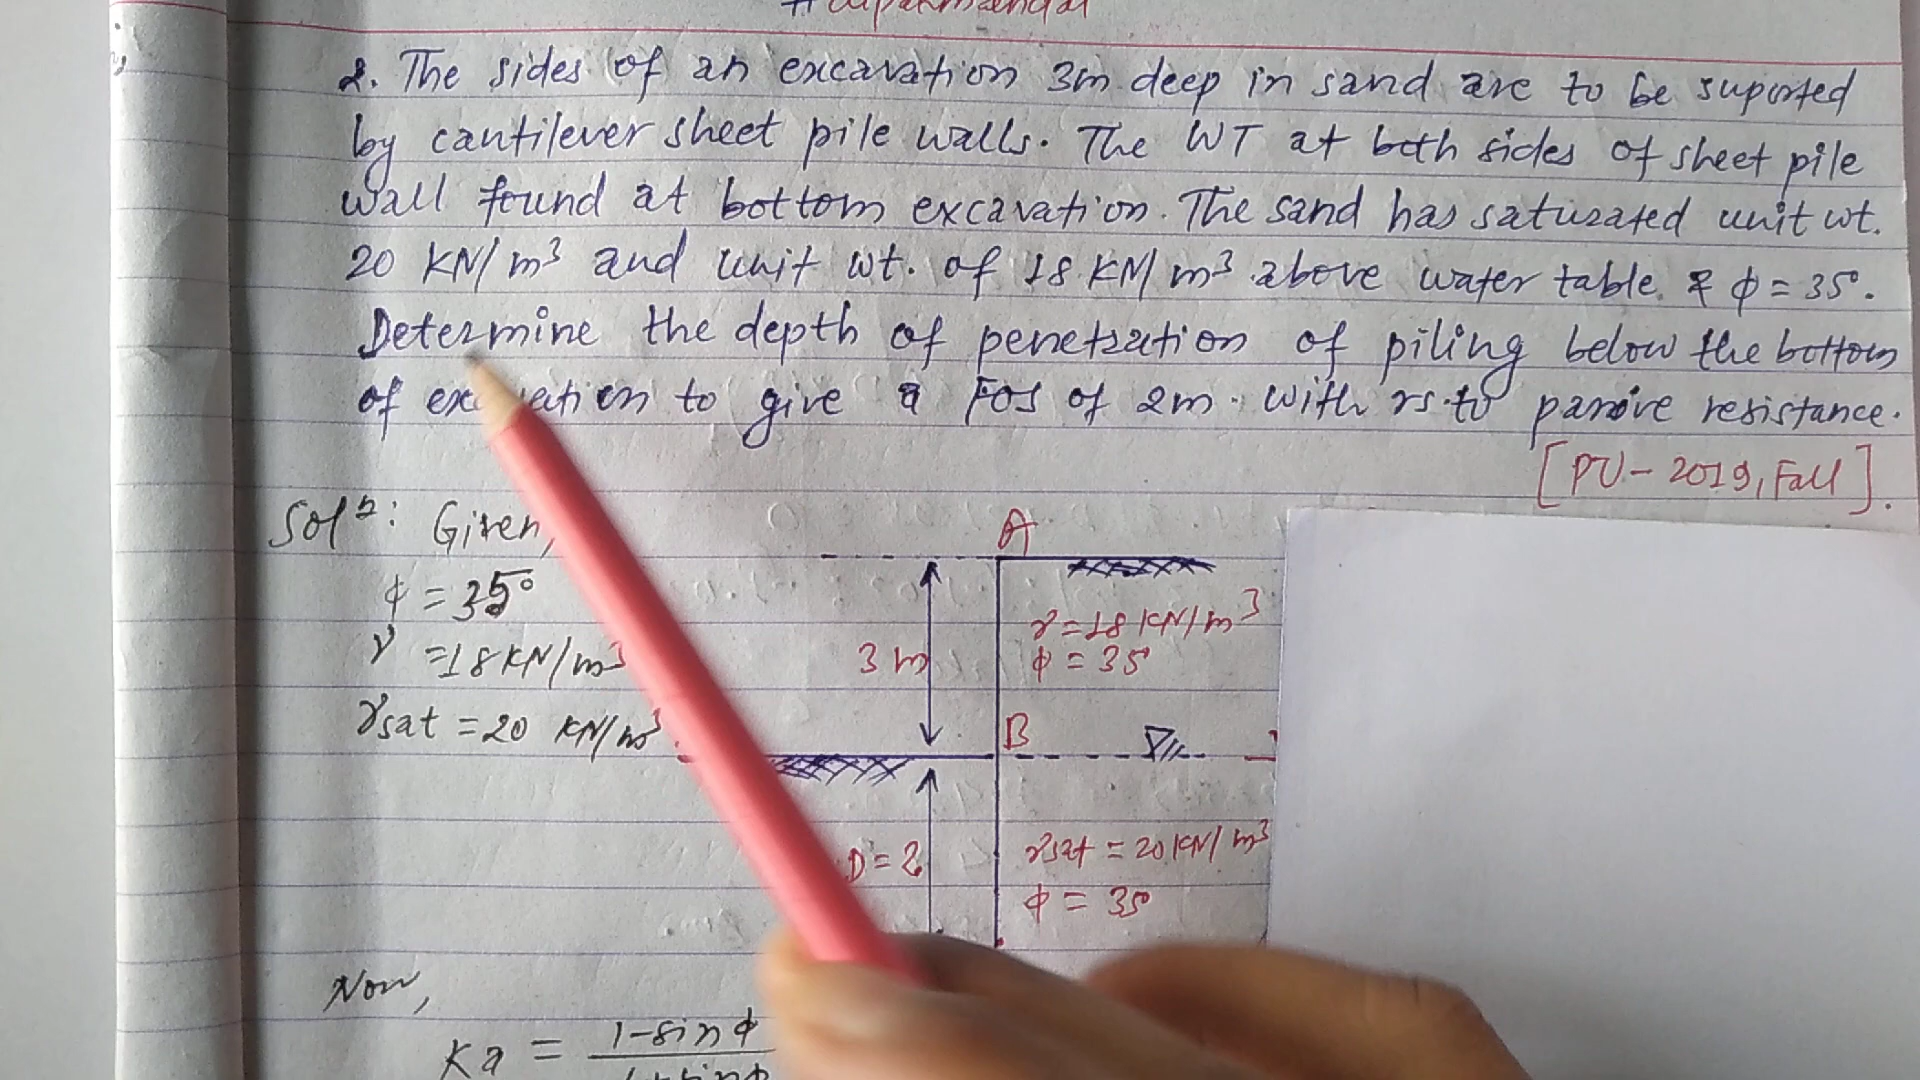 2. The sides of an excavation 3m deep in sand are to be suported
by cantilever sheet pile walls. The WT at both sides of sheet pile
wall found at bottom excavation. The sand has saturated unit wt.
20 KN/m³ and unit wt. of 18 KN/m³ above water table & φ = 35°.
Determine the depth of penetration of piling below the bottom
of to give a FOS of 2m. with rs. to passive resistance.
[PU - 2019, Fall].
Solⁿ: Given,
φ = 35°
γ = 18 KN/m³
γsat = 20 KN/m³
A
3 m
γ = 18 KN/m³
φ = 35°
B
D = 2
γsat = 20 KN/m³
φ = 35°
Now,
Ka = 1-sinφ